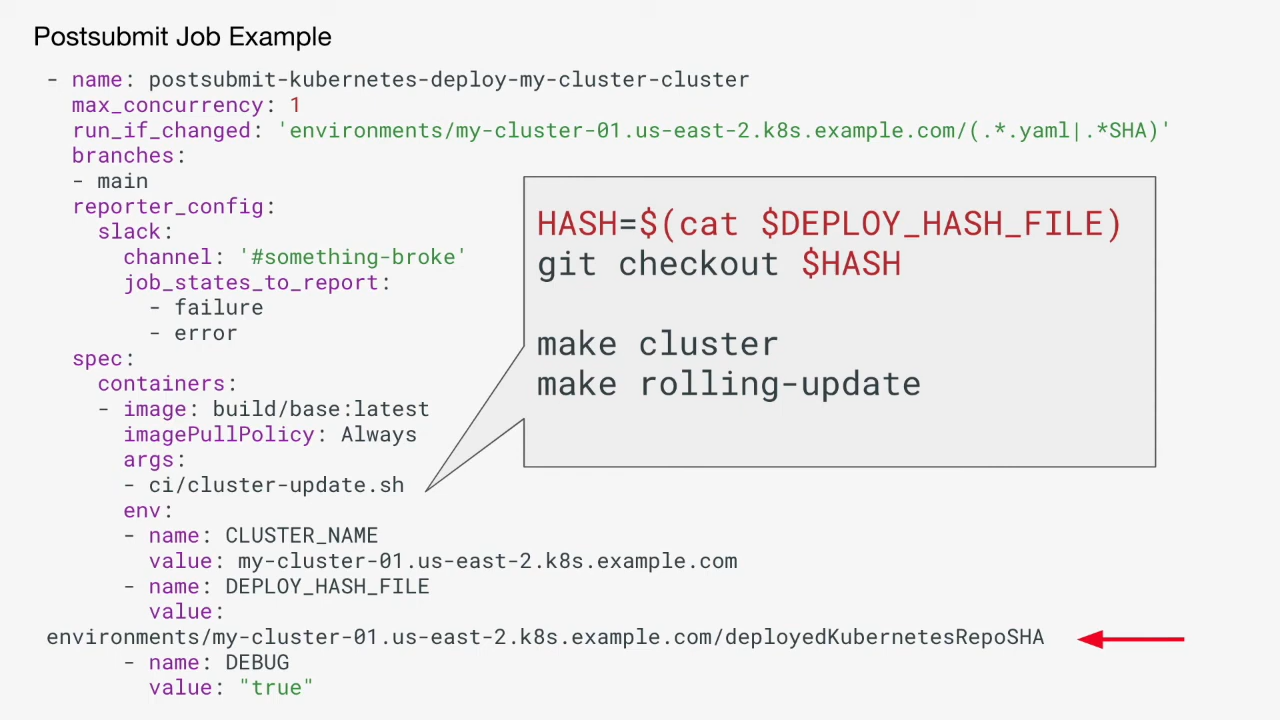 Postsubmit Job Example
- name: postsubmit-kubernetes-deploy-my-cluster-cluster
max_concurrency: 1
run_if_changed: 'environments/my-cluster-01.us-east-2.k8s.example.com/(.*.yaml|.*SHA)'
branches:
- main
reporter_config:
slack:
channel: '#something-broke'
job_states_to_report:
- failure
- error
spec:
containers:
- image: build/base:latest
imagePullPolicy: Always
args:
- ci/cluster-update.sh
env:
- name: CLUSTER_NAME
value: my-cluster-01.us-east-2.k8s.example.com
- name: DEPLOY_HASH_FILE
value:
environments/my-cluster-01.us-east-2.k8s.example.com/deployedKubernetesRepoSHA
- name: DEBUG
value: "true"
HASH=$(cat $DEPLOY_HASH_FILE)
git checkout $HASH
make cluster
make rolling-update